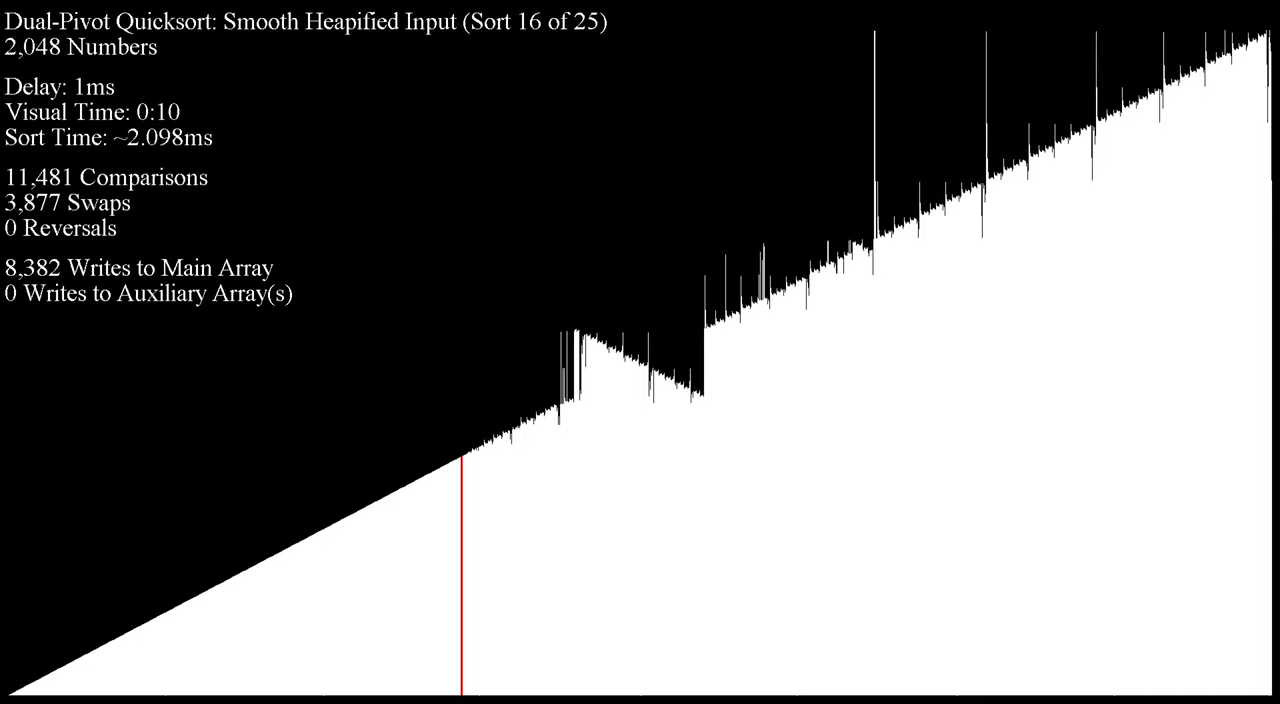 Dual-Pivot Quicksort: Smooth Heapified Input (Sort 16 of 25)
2,048 Numbers
Delay: 1ms
Visual Time: 0:10
Sort Time: ~2.098ms
11,481 Comparisons
3,877 Swaps
0 Reversals
8,382 Writes to Main Array
0 Writes to Auxiliary Array(s)